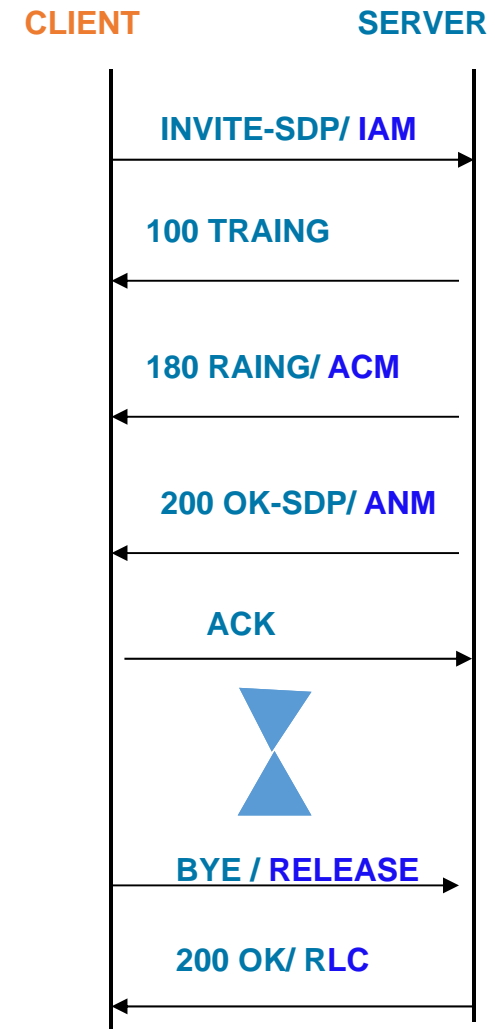 CLIENT SERVER
INVITE-SDP/ IAM
100 TRAING
180 RAING/ ACM
200 OK-SDP/ ANM
ACK
BYE / RELEASE
200 OK/ RLC